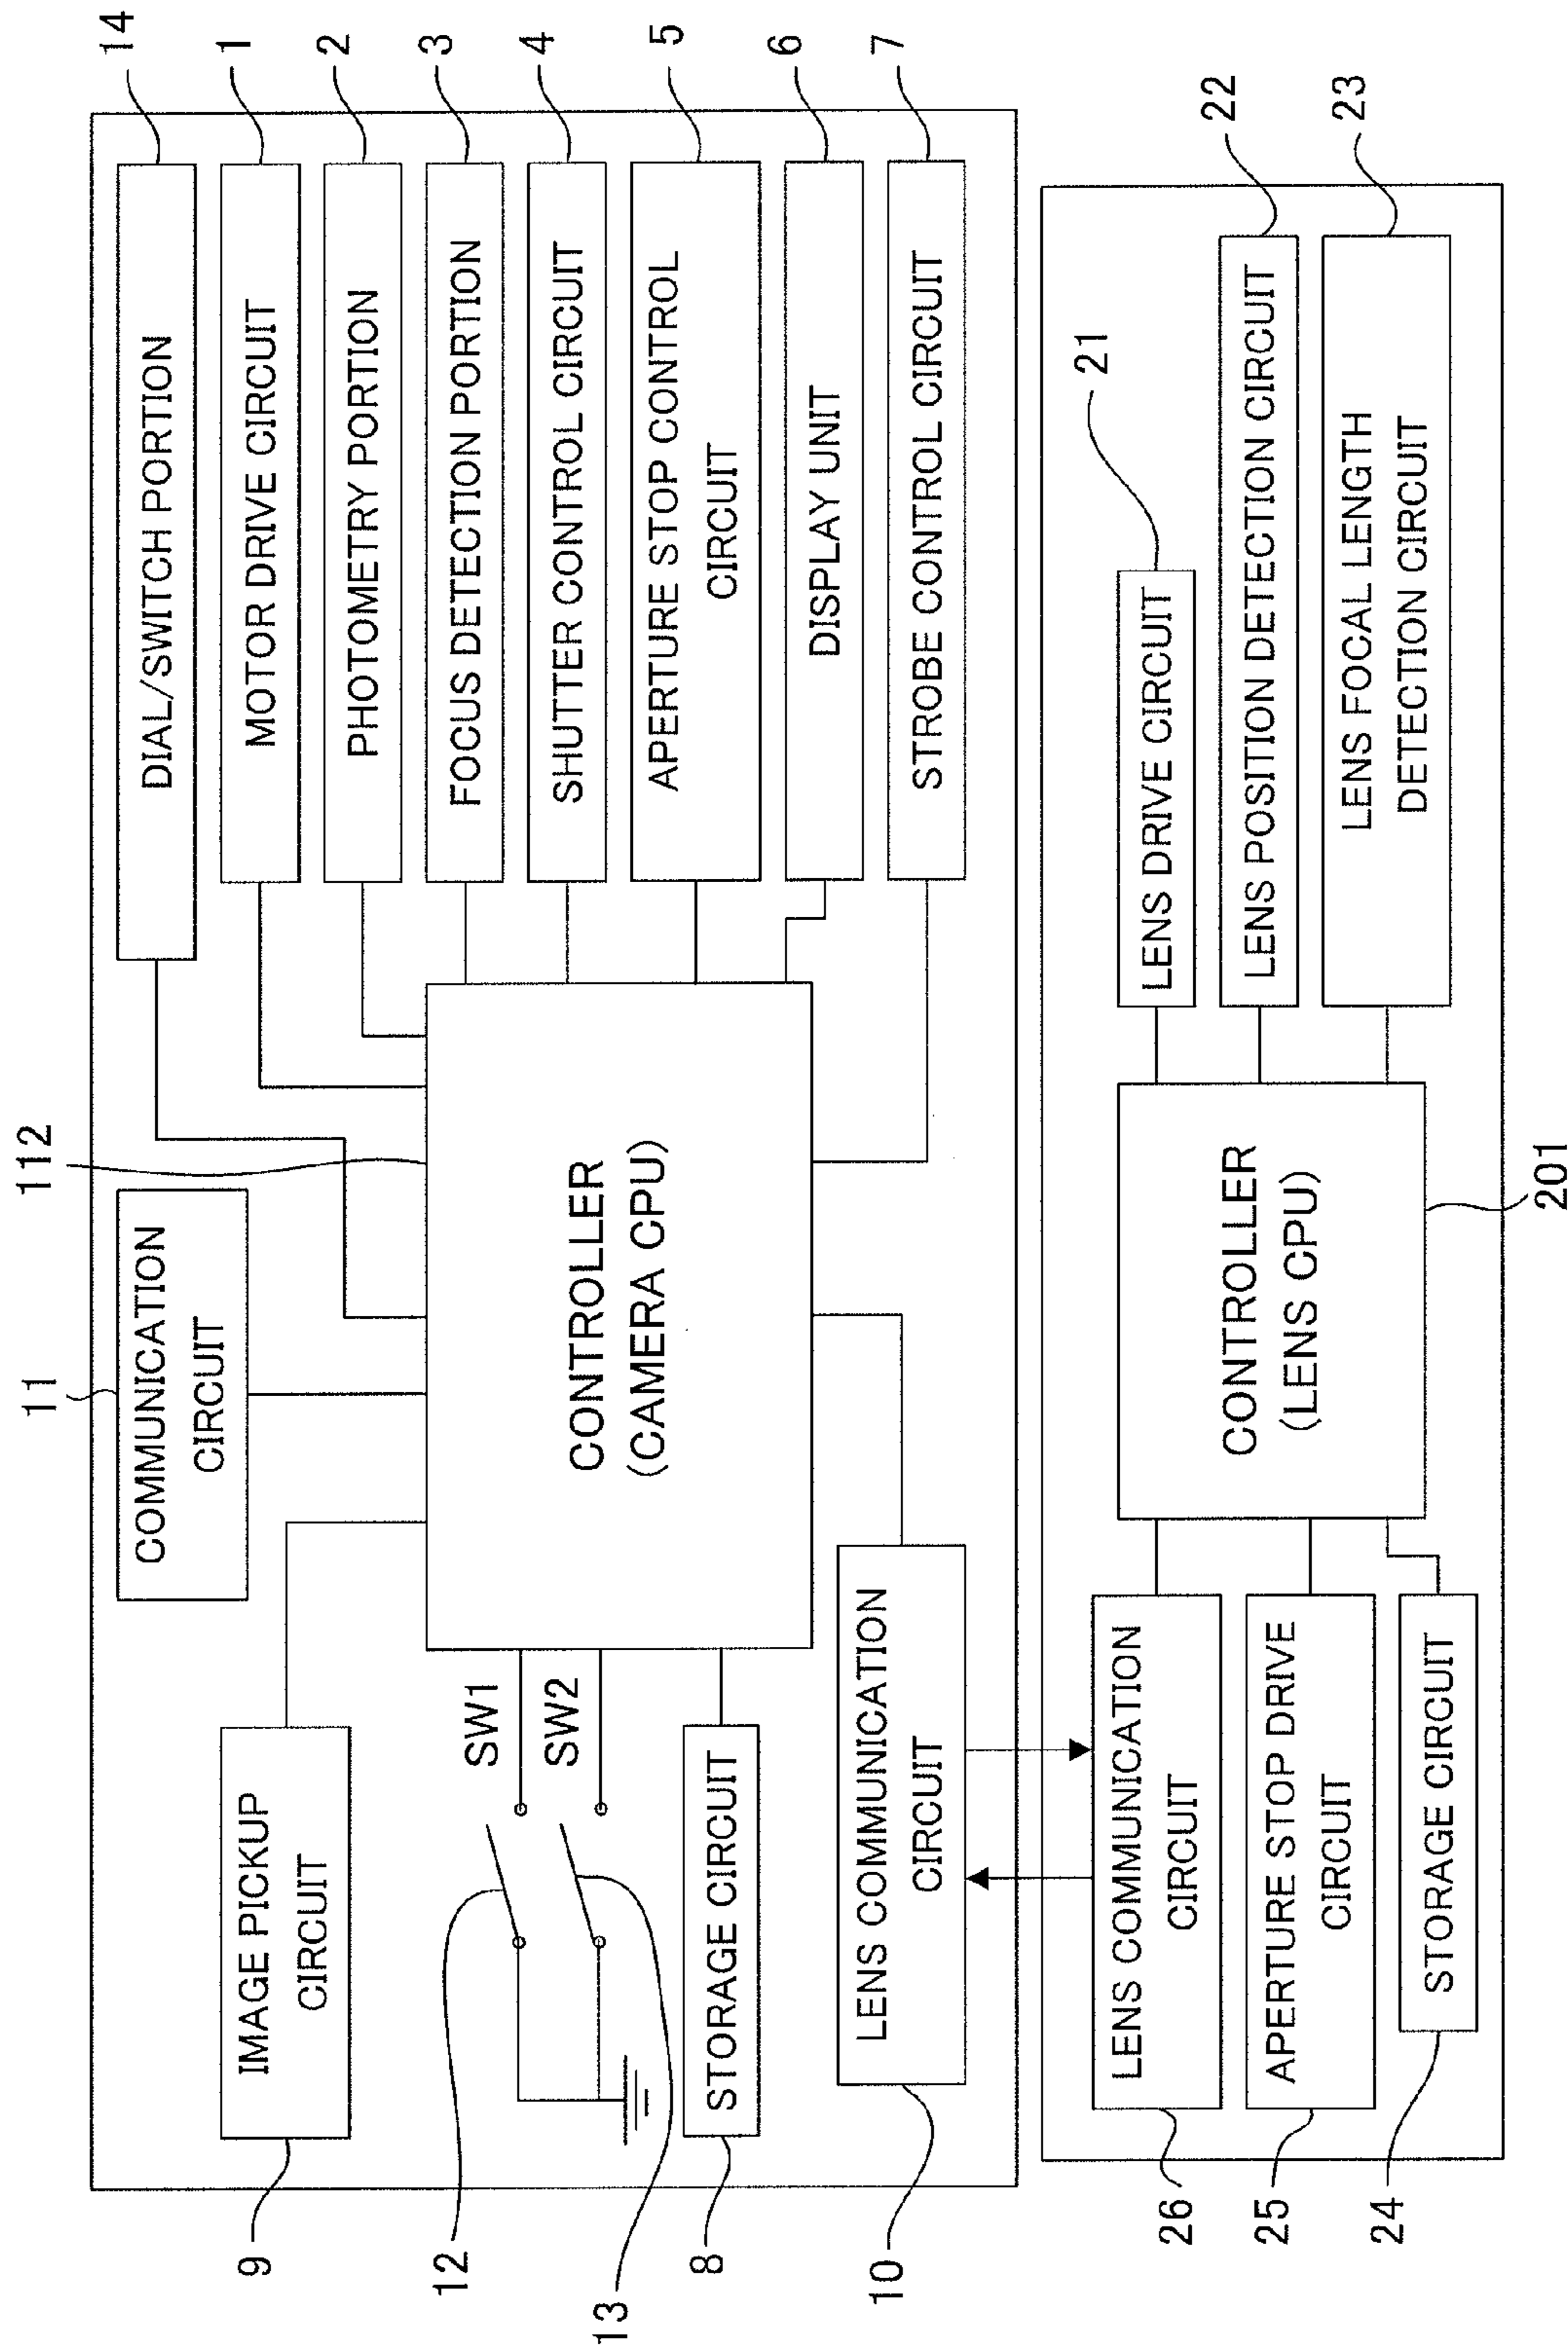 14
1
2
3
4
5
6
7
DIAL/SWITCH PORTION
MOTOR DRIVE CIRCUIT
PHOTOMETRY PORTION
FOCUS DETECTION PORTION
SHUTTER CONTROL CIRCUIT
APERTURE STOP CONTROL
CIRCUIT
DISPLAY UNIT
STROBE CONTROL CIRCUIT
112
11
COMMUNICATION
CIRCUIT
CONTROLLER
(CAMERA CPU)
IMAGE PICKUP
CIRCUIT
9
SW1
SW2
12
13
STORAGE CIRCUIT
8
LENS COMMUNICATION
CIRCUIT
10
21
22
23
LENS DRIVE CIRCUIT
LENS POSITION DETECTION CIRCUIT
LENS FOCAL LENGTH
DETECTION CIRCUIT
CONTROLLER
(LENS CPU)
201
LENS COMMUNICATION
CIRCUIT
26
APERTURE STOP DRIVE
CIRCUIT
25
STORAGE CIRCUIT
24